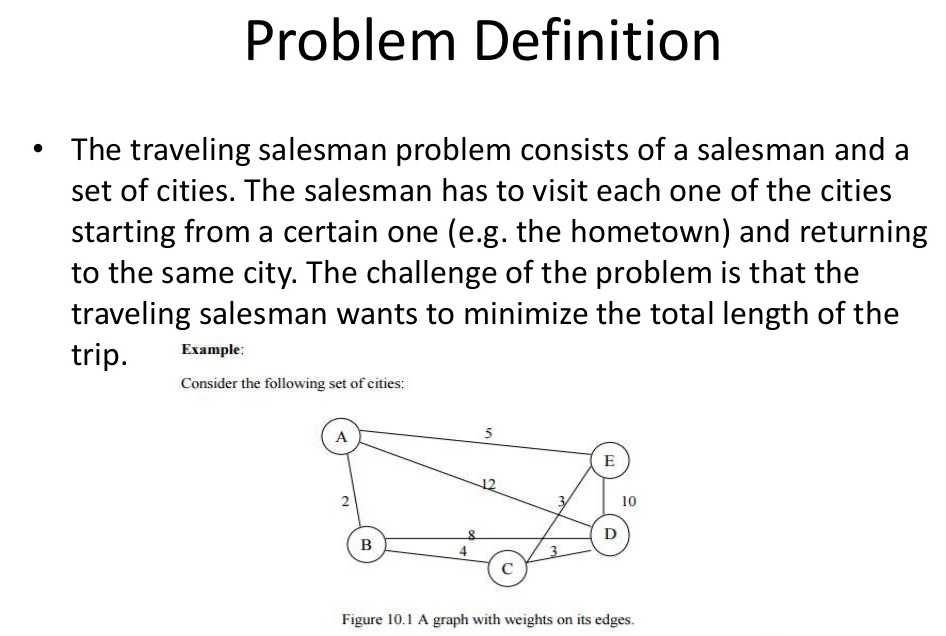 Problem Definition
• The traveling salesman problem consists of a salesman and a
set of cities. The salesman has to visit each one of the cities
starting from a certain one (e.g. the hometown) and returning
to the same city. The challenge of the problem is that the
traveling salesman wants to minimize the total length of the
trip.
Example:
Consider the following set of cities:
A
5
E
12
2
3
10
D
B
8
4
3
C
Figure 10.1 A graph with weights on its edges.